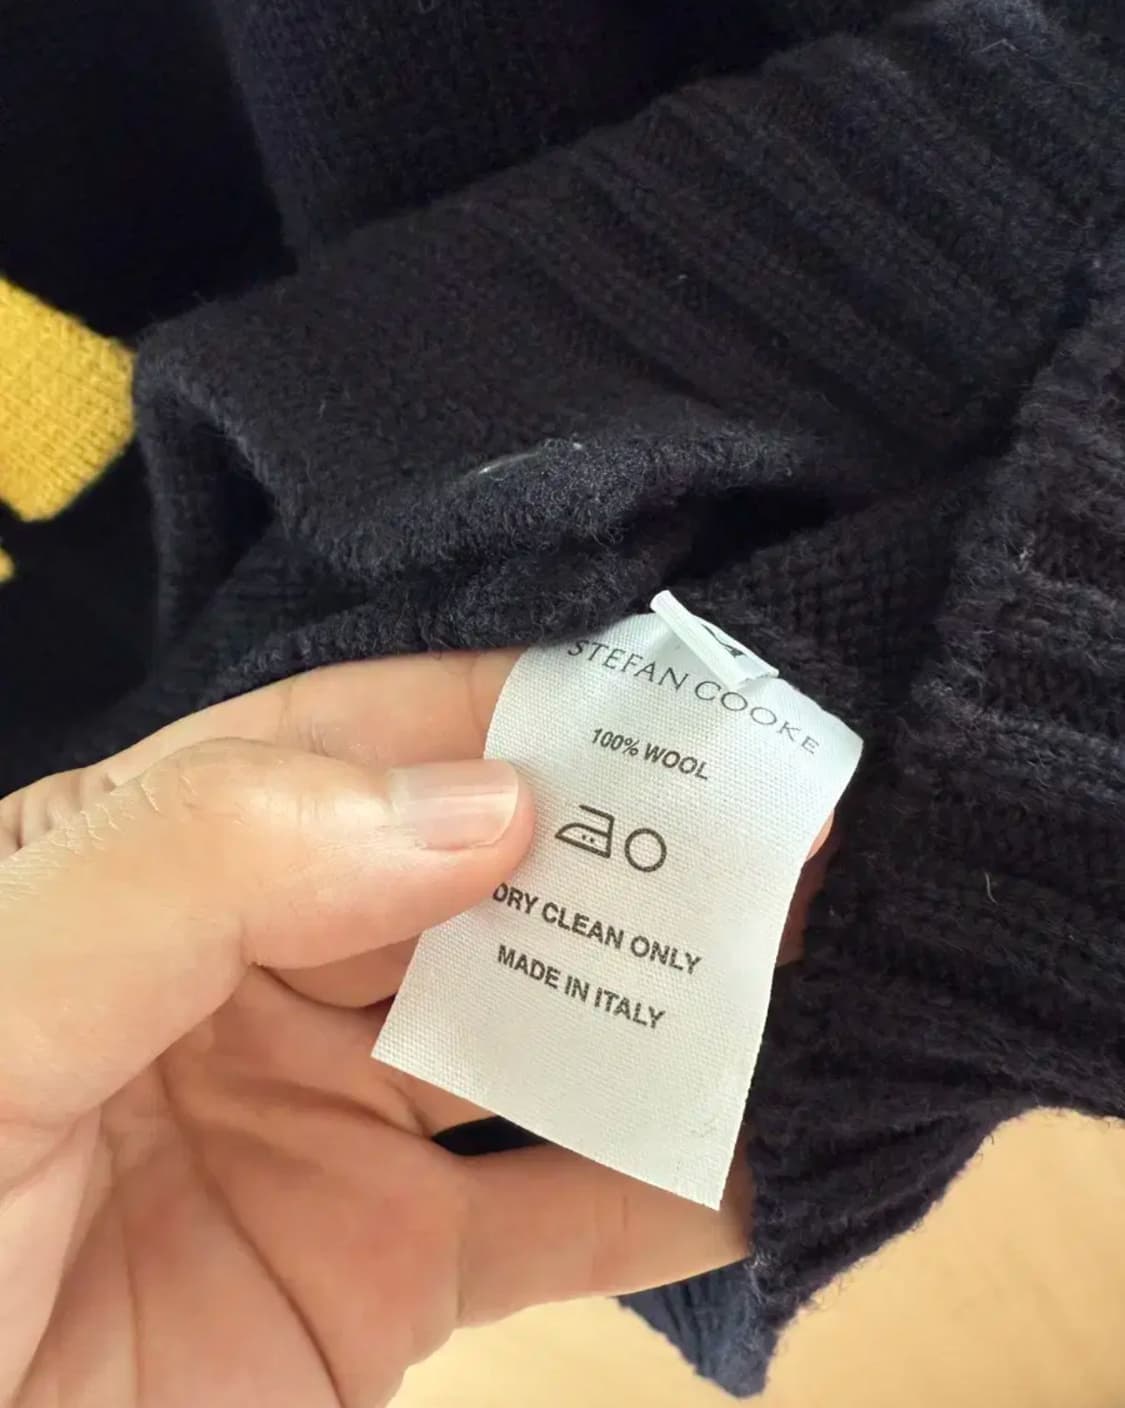 STEFAN COOKE
100% WOOL
DRY CLEAN ONLY
MADE IN ITALY